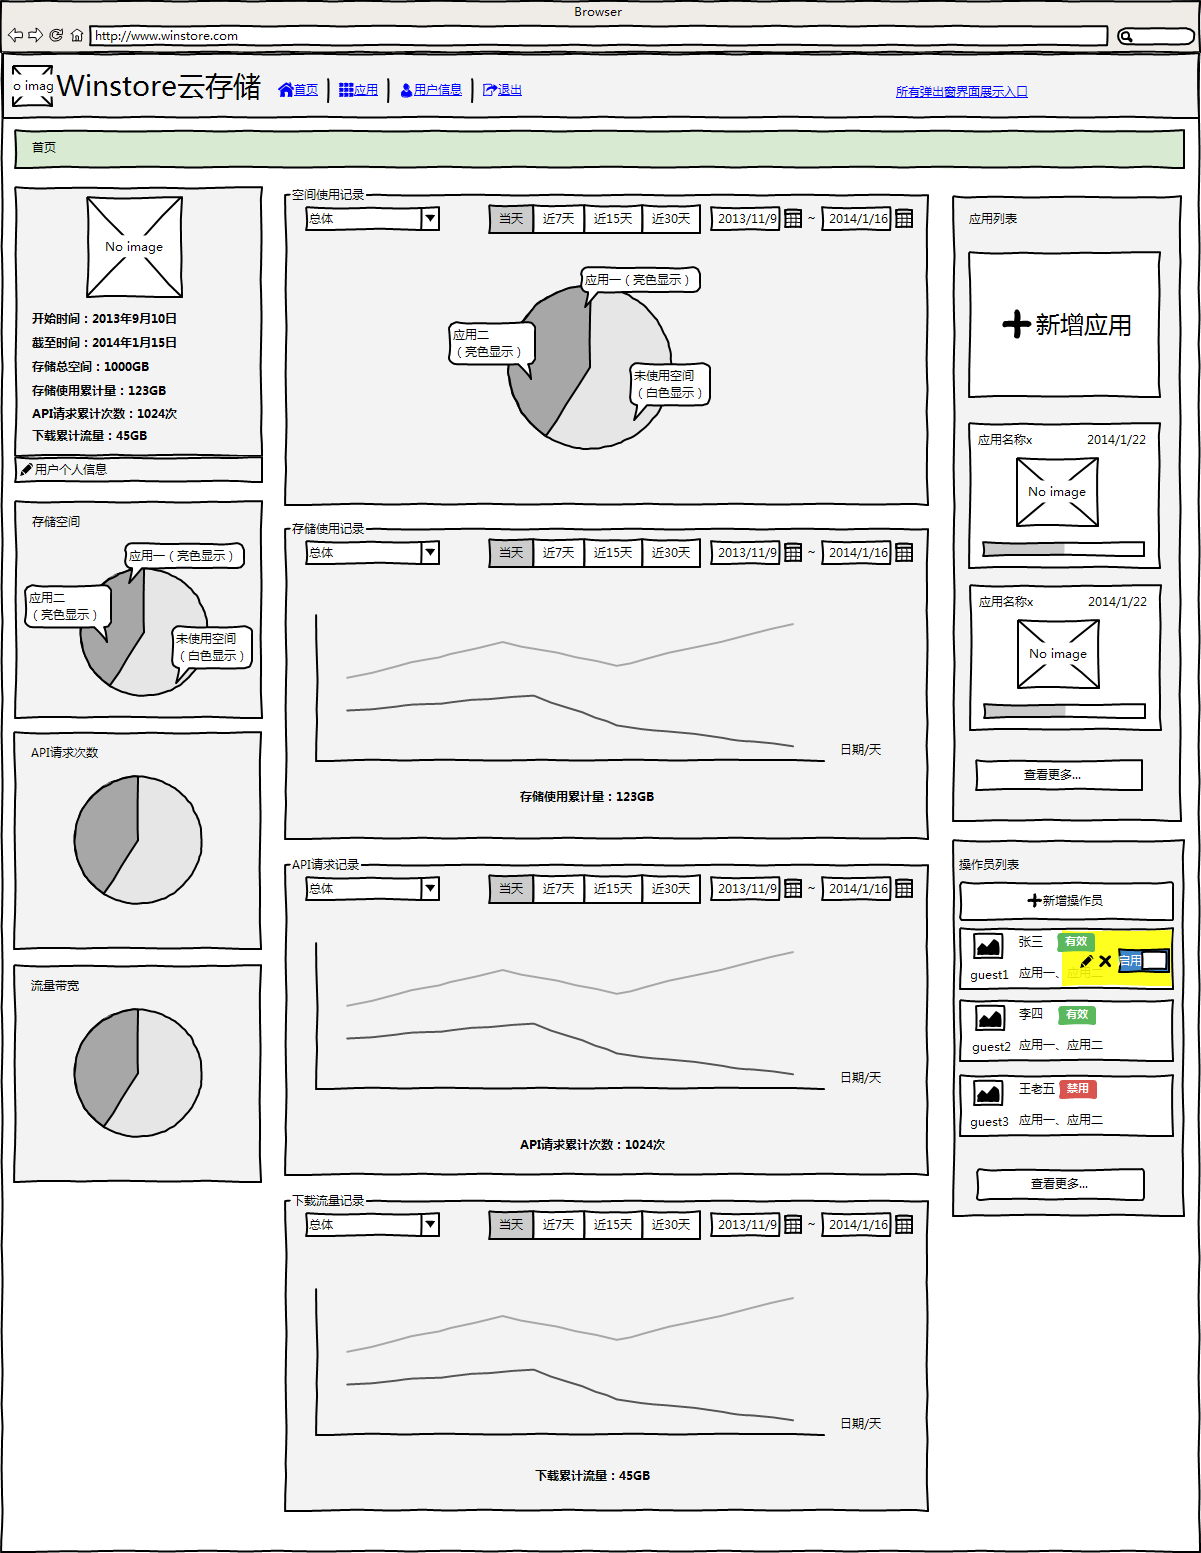 Browser
http://www.winstore.com
o imag
Winstore云存储
首页
应用
用户信息
退出
所有弹出窗界面展示入口
首页
No image
开始时间：2013年9月10日
截至时间：2014年1月15日
存储总空间：1000GB
存储使用累计量：123GB
API请求累计次数：1024次
下载累计流量：45GB
用户个人信息
存储空间
应用一（亮色显示）
应用二
（亮色显示）
未使用空间
（白色显示）
API请求次数
流量带宽
空间使用记录
总体
当天 近7天 近15天 近30天 2013/11/9 ~ 2014/1/16
应用一（亮色显示）
应用二
（亮色显示）
未使用空间
（白色显示）
存储使用记录
总体
当天 近7天 近15天 近30天 2013/11/9 ~ 2014/1/16
日期/天
存储使用累计量：123GB
API请求记录
总体
当天 近7天 近15天 近30天 2013/11/9 ~ 2014/1/16
日期/天
API请求累计次数：1024次
下载流量记录
总体
当天 近7天 近15天 近30天 2013/11/9 ~ 2014/1/16
日期/天
下载累计流量：45GB
应用列表
新增应用
应用名称x 2014/1/22
No image
应用名称x 2014/1/22
No image
查看更多...
操作员列表
新增操作员
张三 有效
启用
guest1 应用一、应用二
李四 有效
guest2 应用一、应用二
王老五 禁用
guest3 应用一、应用二
查看更多...